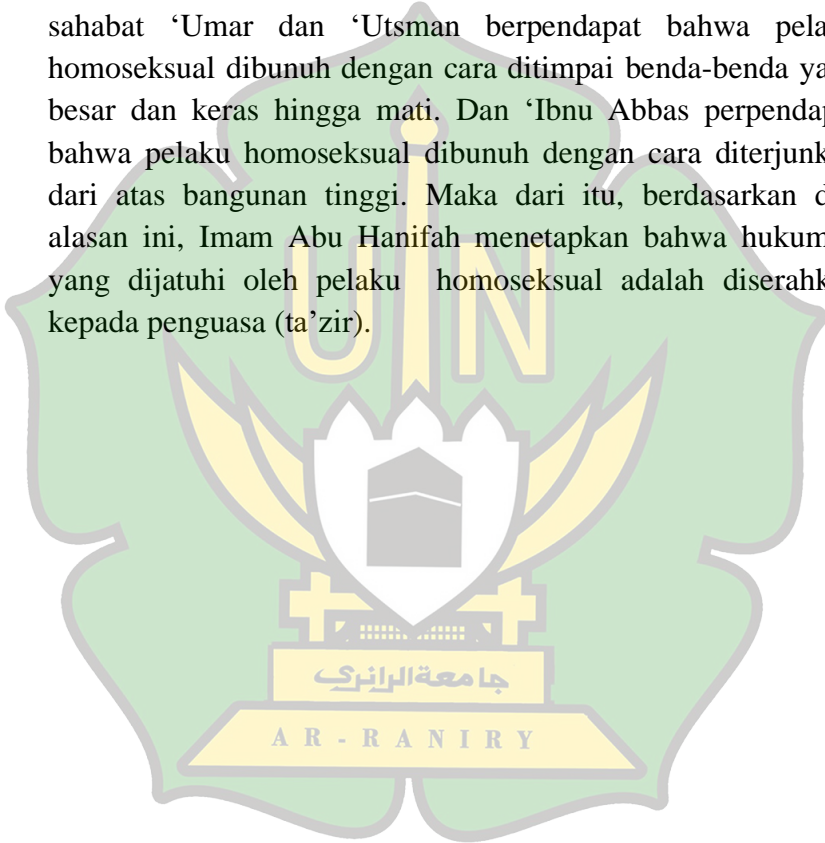 sahabat ‘Umar dan ‘Utsman berpendapat bahwa pela
homoseksual dibunuh dengan cara ditimpai benda-benda ya
besar dan keras hingga mati. Dan ‘Ibnu Abbas perpendap
bahwa pelaku homoseksual dibunuh dengan cara diterjunk
dari atas bangunan tinggi. Maka dari itu, berdasarkan d
alasan ini, Imam Abu Hanifah menetapkan bahwa hukum
yang dijatuhi oleh pelaku homoseksual adalah diserahk
kepada penguasa (ta’zir).
UIN
جامعة الرانري
AR-RANIRY